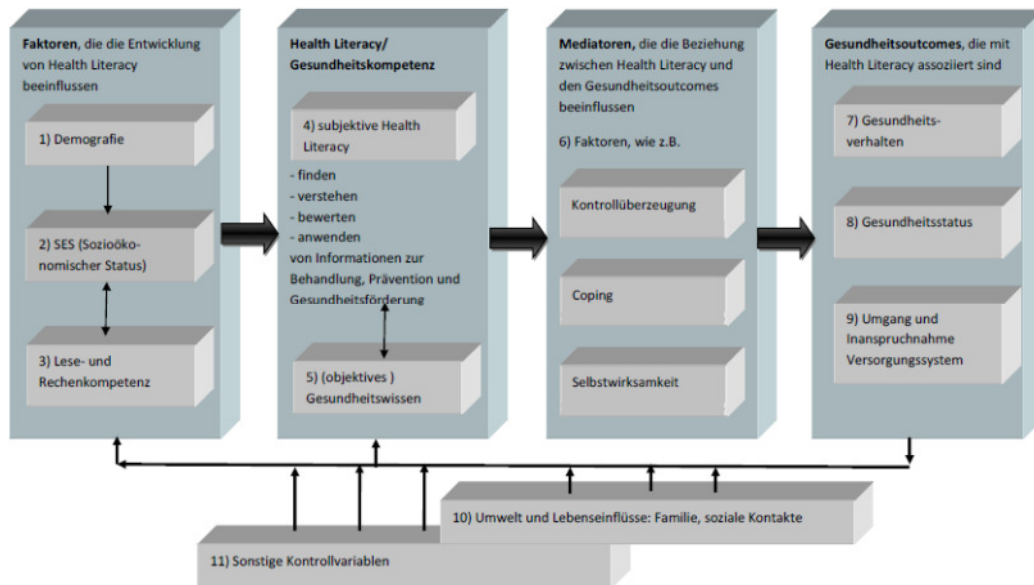 Faktoren, die die Entwicklung
von Health Literacy
beeinflussen
1) Demografie
2) SES (Sozioöko-
nomischer Status)
3) Lese- und
Rechenkompetenz
Health Literacy/
Gesundheitskompetenz
4) subjektive Health
Literacy
- finden
- verstehen
- bewerten
- anwenden
von Informationen zur
Behandlung, Prävention und
Gesundheitsförderung
5) (objektives )
Gesundheitswissen
Mediatoren, die die Beziehung
zwischen Health Literacy und
den Gesundheitsoutcomes
beeinflussen
6) Faktoren, wie z.B.
Kontrollüberzeugung
Coping
Selbstwirksamkeit
Gesundheitsoutcomes, die mit
Health Literacy assoziiert sind
7) Gesundheits-
verhalten
8) Gesundheitsstatus
9) Umgang und
Inanspruchnahme
Versorgungssystem
10) Umwelt und Lebenseinflüsse: Familie, soziale Kontakte
11) Sonstige Kontrollvariablen